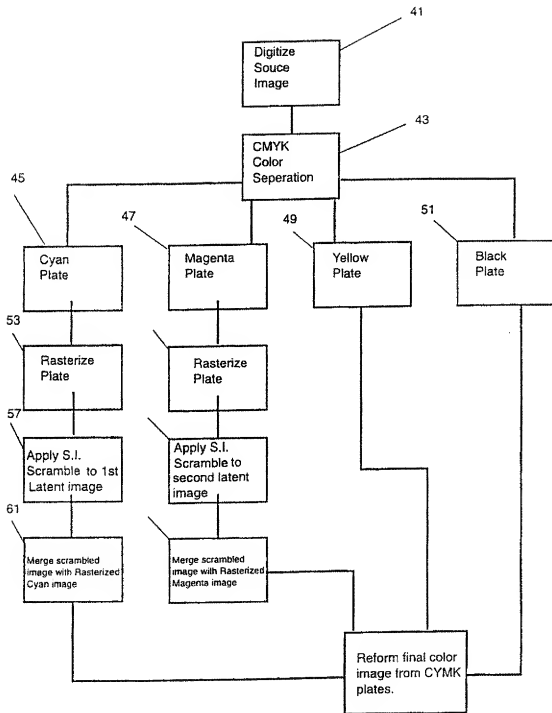 41
Digitize
Souce
Image
43
CMYK
Color
Seperation
45
Cyan
Plate
47
Magenta
Plate
49
Yellow
Plate
51
Black
Plate
53
Rasterize
Plate
Rasterize
Plate
57
Apply S.I.
Scramble to 1st
Latent image
Apply S.I.
Scramble to
second latent
image
61
Merge scrambled
image with Rasterized
Cyan image
Merge scrambled
image with Rasterized
Magenta image
Reform final color
image from CYMK
plates.